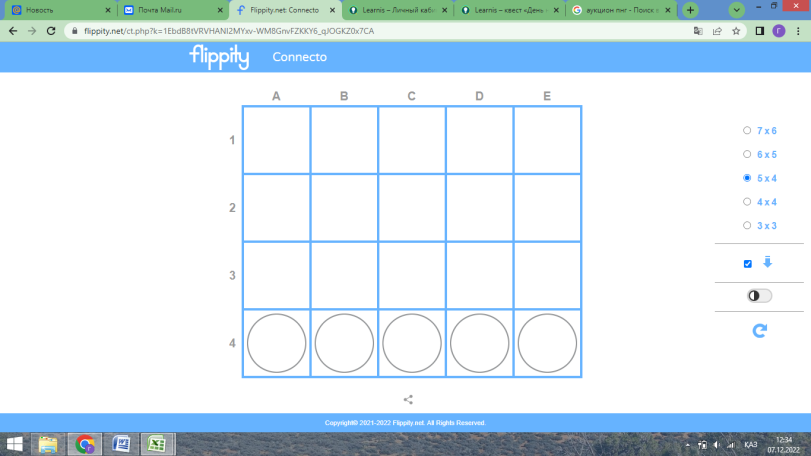 Новость
Почта Mail.ru
Flippity.net: Connecto
Learnis – Личный каби
Learnis – квест «День
аукцион пнг - Поиск
flippity.net/ct.php?k=1EbdB8tVRVHANI2MYxv-WM8GnvFZKKY6_qJOGKZ0x7CA
Г
flippity
Connecto
A B C D E
1
2
3
4
7 x 6
6 x 5
5 x 4
4 x 4
3 x 3
Copyright© 2021-2022 Flippity.net. All Rights Reserved.
ҚАЗ
12:34
07.12.2022